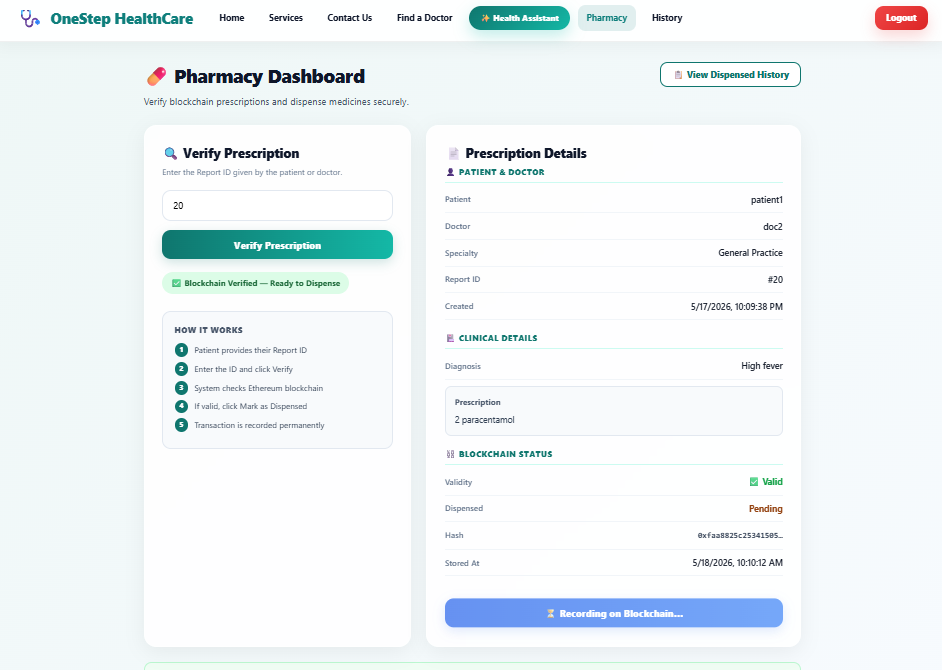 OneStep HealthCare
Home Services Contact Us Find a Doctor ✨ Health Assistant Pharmacy History Logout
Pharmacy Dashboard
View Dispensed History
Verify blockchain prescriptions and dispense medicines securely.
Verify Prescription
Enter the Report ID given by the patient or doctor.
20
Verify Prescription
✅ Blockchain Verified — Ready to Dispense
HOW IT WORKS
1 Patient provides their Report ID
2 Enter the ID and click Verify
3 System checks Ethereum blockchain
4 If valid, click Mark as Dispensed
5 Transaction is recorded permanently
Prescription Details
PATIENT & DOCTOR
Patient patient1
Doctor doc2
Specialty General Practice
Report ID #20
Created 5/17/2026, 10:09:38 PM
CLINICAL DETAILS
Diagnosis High fever
Prescription
2 paracentamol
BLOCKCHAIN STATUS
Validity ✅ Valid
Dispensed Pending
Hash 0xfaa8825c25341505…
Stored At 5/18/2026, 10:10:12 AM
⏳ Recording on Blockchain...